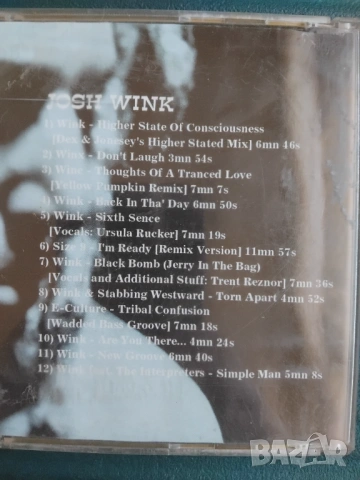 JOSH WINK
1) Wink - Higher State Of Consciousness
[Dex & Jonesey's Higher Stated Mix] 6mn 46s
2) Winx - Don't Laugh 3mn 54s
3) Winc - Thoughts Of A Tranced Love
[Yellow Pumpkin Remix] 7mn 7s
4) Wink - Back In Tha' Day 6mn 50s
5) Wink - Sixth Sence
[Vocals: Ursula Rucker] 7mn 19s
6) Size 9 - I'm Ready [Remix Version] 11mn 57s
7) Wink - Black Bomb (Jerry In The Bag)
[Vocals and Additional Stuff: Trent Reznor] 7mn 36s
8) Wink & Stabbing Westward - Torn Apart 4mn 52s
9) E-Culture - Tribal Confusion
[Wadded Bass Groove] 7mn 18s
10) Wink - Are You There... 4mn 24s
11) Wink - New Groove 6mn 40s
12) Wink feat. The Interpreters - Simple Man 5mn 8s
BAZAR
bg